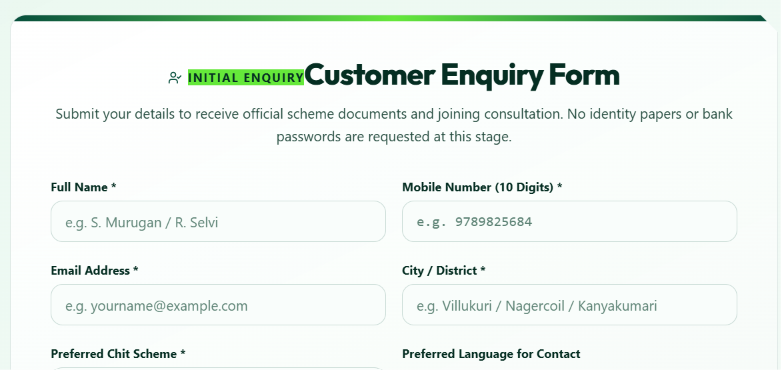 INITIAL ENQUIRY Customer Enquiry Form
Submit your details to receive official scheme documents and joining consultation. No identity papers or bank
passwords are requested at this stage.
Full Name * Mobile Number (10 Digits) *
e.g. S. Murugan / R. Selvi e.g. 9789825684
Email Address * City / District *
e.g. yourname@example.com e.g. Villukuri / Nagercoil / Kanyakumari
Preferred Chit Scheme * Preferred Language for Contact